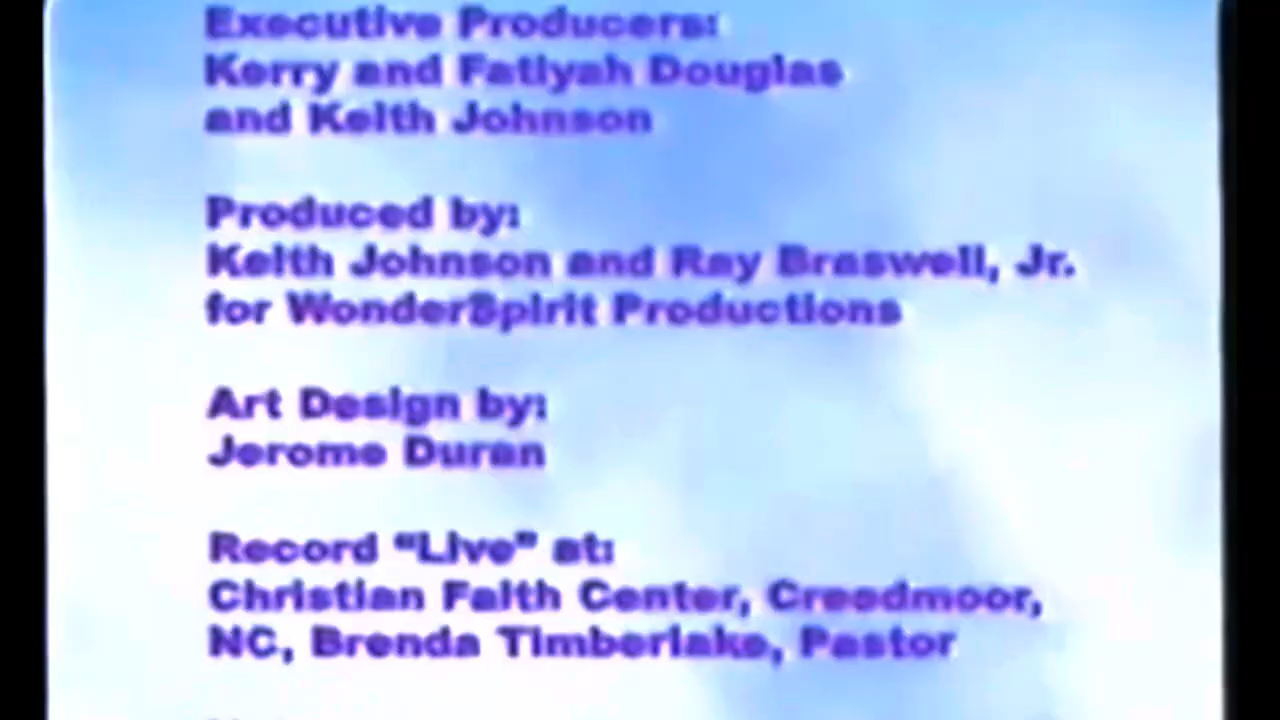 Executive Producers:
Kerry and Fatiyah Douglas
and Keith Johnson
Produced by:
Keith Johnson and Ray Braswell, Jr.
for WonderSpirit Productions
Art Design by:
Jerome Duran
Record “Live” at:
Christian Faith Center, Creedmoor,
NC, Brenda Timberlake, Pastor